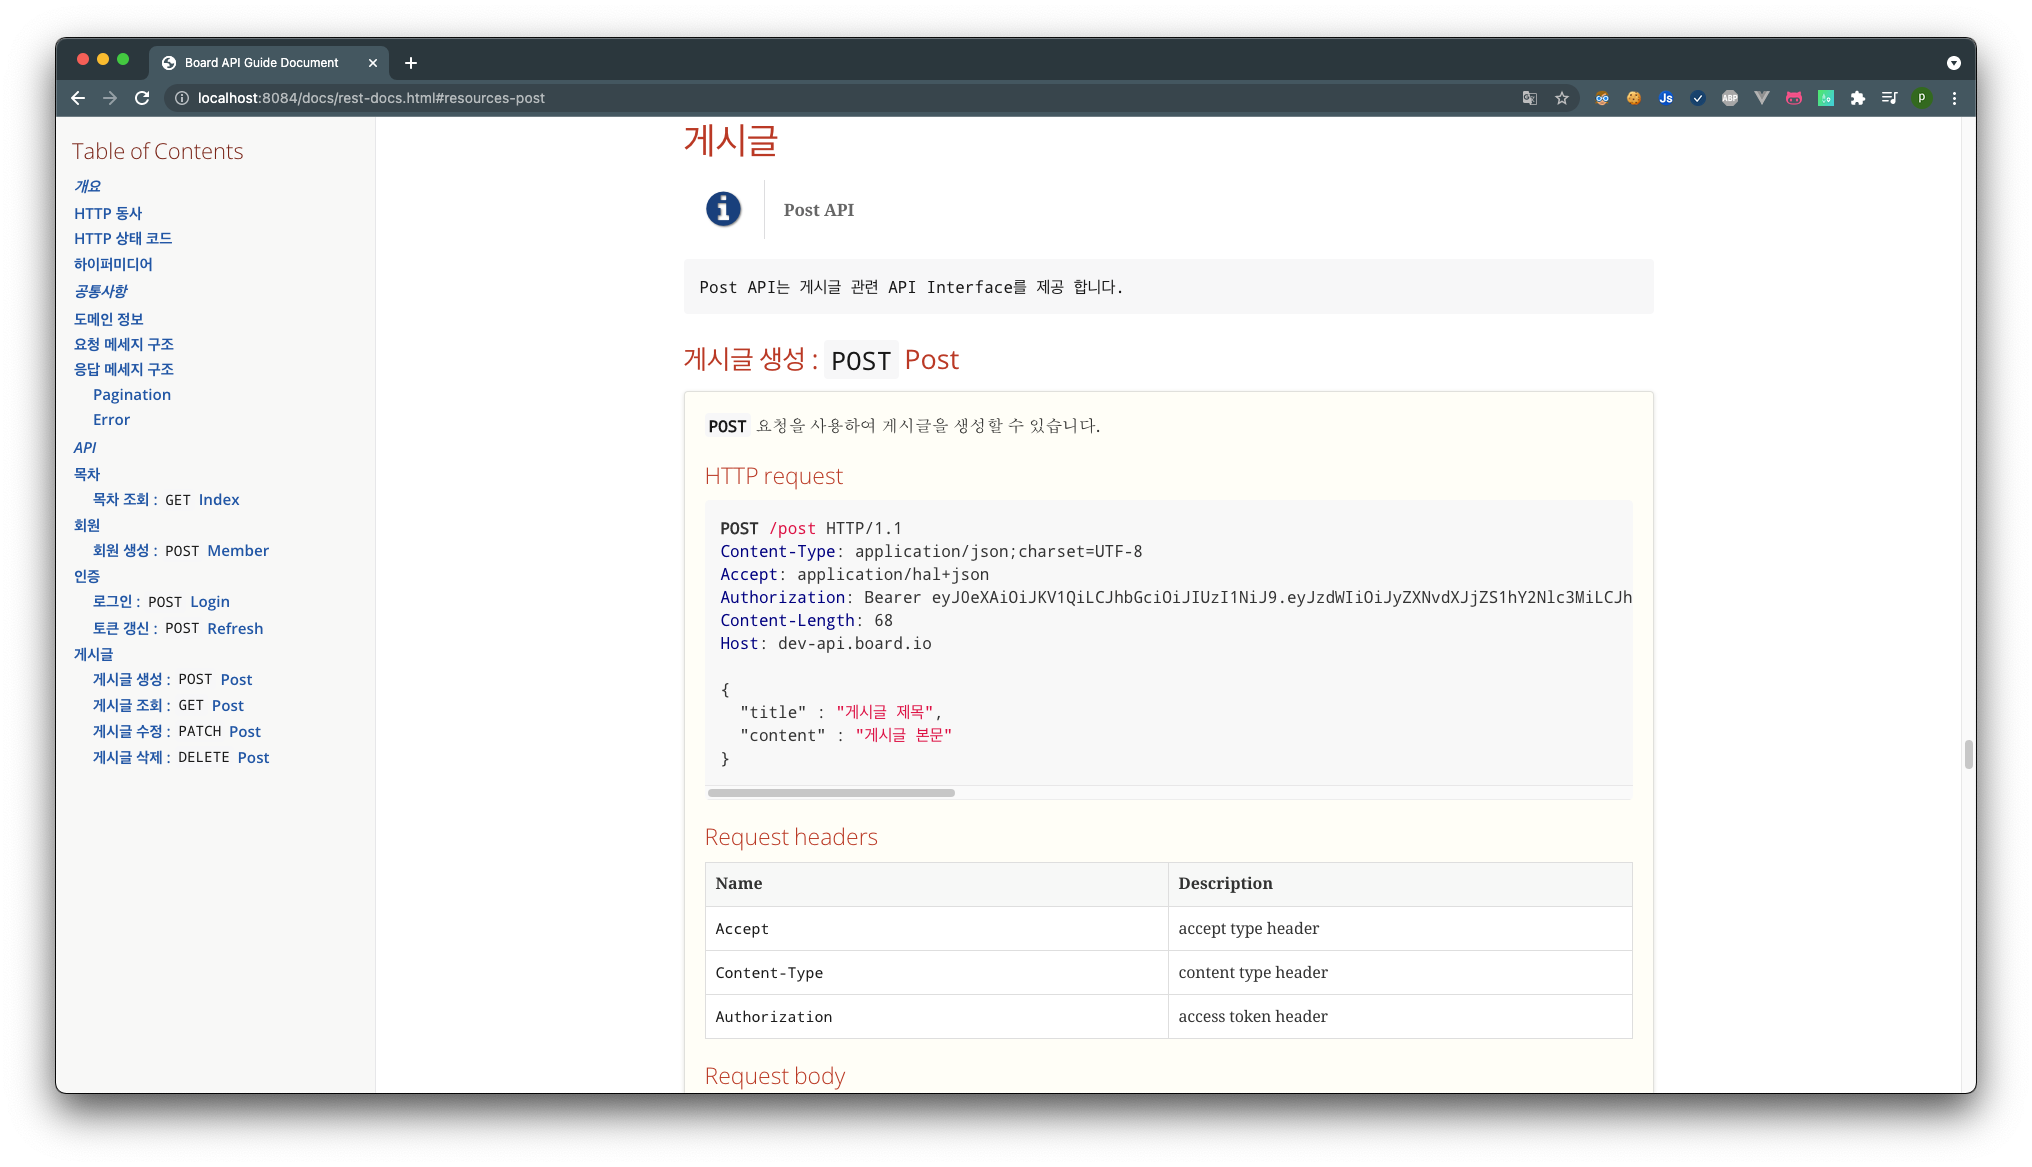 Board API Guide Document
localhost:8084/docs/rest-docs.html#resources-post
Table of Contents
개요
HTTP 동사
HTTP 상태 코드
하이퍼미디어
공통사항
도메인 정보
요청 메세지 구조
응답 메세지 구조
Pagination
Error
API
목차
목차 조회 : GET Index
회원
회원 생성 : POST Member
인증
로그인 : POST Login
토큰 갱신 : POST Refresh
게시글
게시글 생성 : POST Post
게시글 조회 : GET Post
게시글 수정 : PATCH Post
게시글 삭제 : DELETE Post
게시글
Post API
Post API는 게시글 관련 API Interface를 제공 합니다.
게시글 생성 : POST Post
POST 요청을 사용하여 게시글을 생성할 수 있습니다.
HTTP request
POST /post HTTP/1.1
Content-Type: application/json;charset=UTF-8
Accept: application/hal+json
Authorization: Bearer eyJ0eXAiOiJKV1QiLCJhbGciOiJIUzI1NiJ9.eyJzdWIiOiJyZXNvdXJjZS1hY2Nlc3MiLCJh
Content-Length: 68
Host: dev-api.board.io
{
"title" : "게시글 제목",
"content" : "게시글 본문"
}
Request headers
Name Description
Accept accept type header
Content-Type content type header
Authorization access token header
Request body